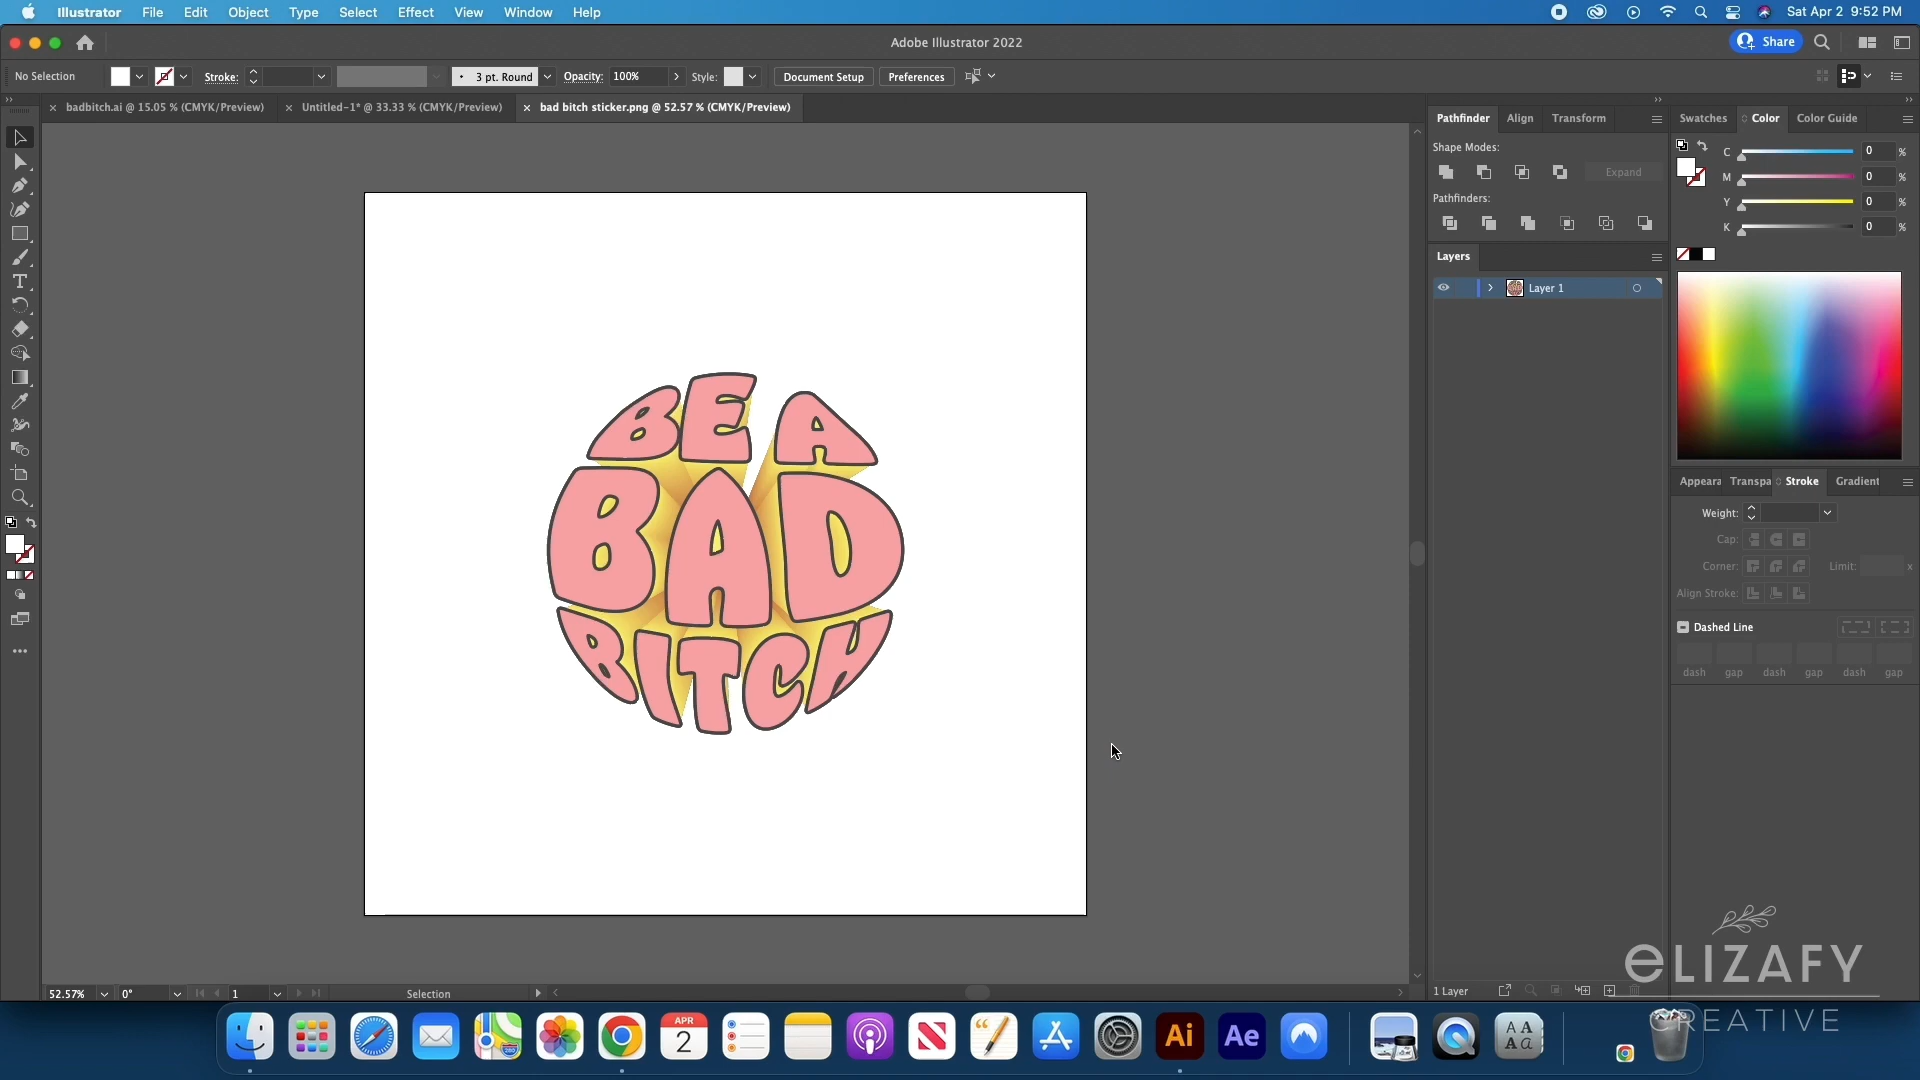 Illustrator File Edit Object Type Select Effect View Window Help Sat Apr 2 9:52 PM
Adobe Illustrator 2022 Share
No Selection Stroke: 3 pt. Round Opacity: 100% Style: Document Setup Preferences
× badbitch.ai @ 15.05 % (CMYK/Preview) × Untitled-1* @ 33.33 % (CMYK/Preview) × bad bitch sticker.png @ 52.57 % (CMYK/Preview)
Pathfinder Align Transform
Shape Modes:
Expand
Pathfinders:
Layers
Layer 1
Swatches Color Color Guide
C 0 %
M 0 %
Y 0 %
K 0 %
BE A
BAD
BITCH
Appeara Transpa Stroke Gradient
Weight:
Cap:
Corner: Limit: x
Align Stroke:
Dashed Line
dash gap dash gap dash gap
52.57% 0° 1 Selection
1 Layer
eLIZAFY
CREATIVE
APR
2
280
Ai Ae
A A
A a